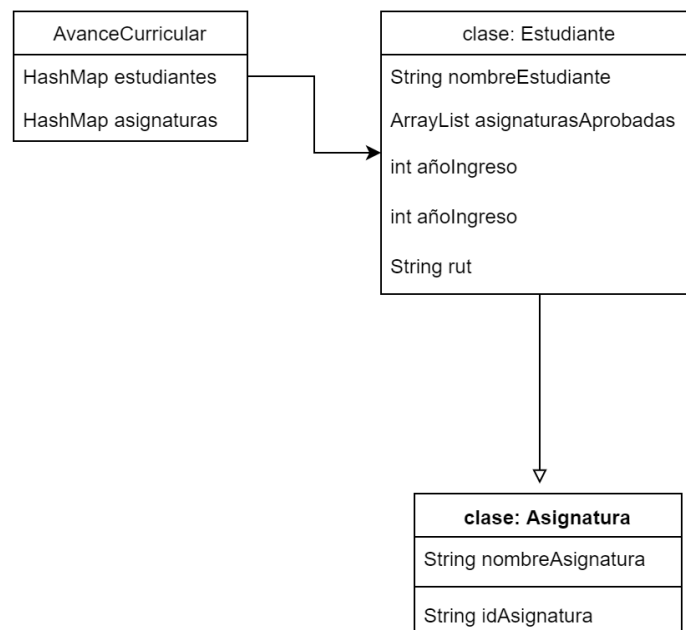 AvanceCurricular
HashMap estudiantes
HashMap asignaturas
clase: Estudiante
String nombreEstudiante
ArrayList asignaturasAprobadas
int añoIngreso
int añoIngreso
String rut
clase: Asignatura
String nombreAsignatura
String idAsignatura